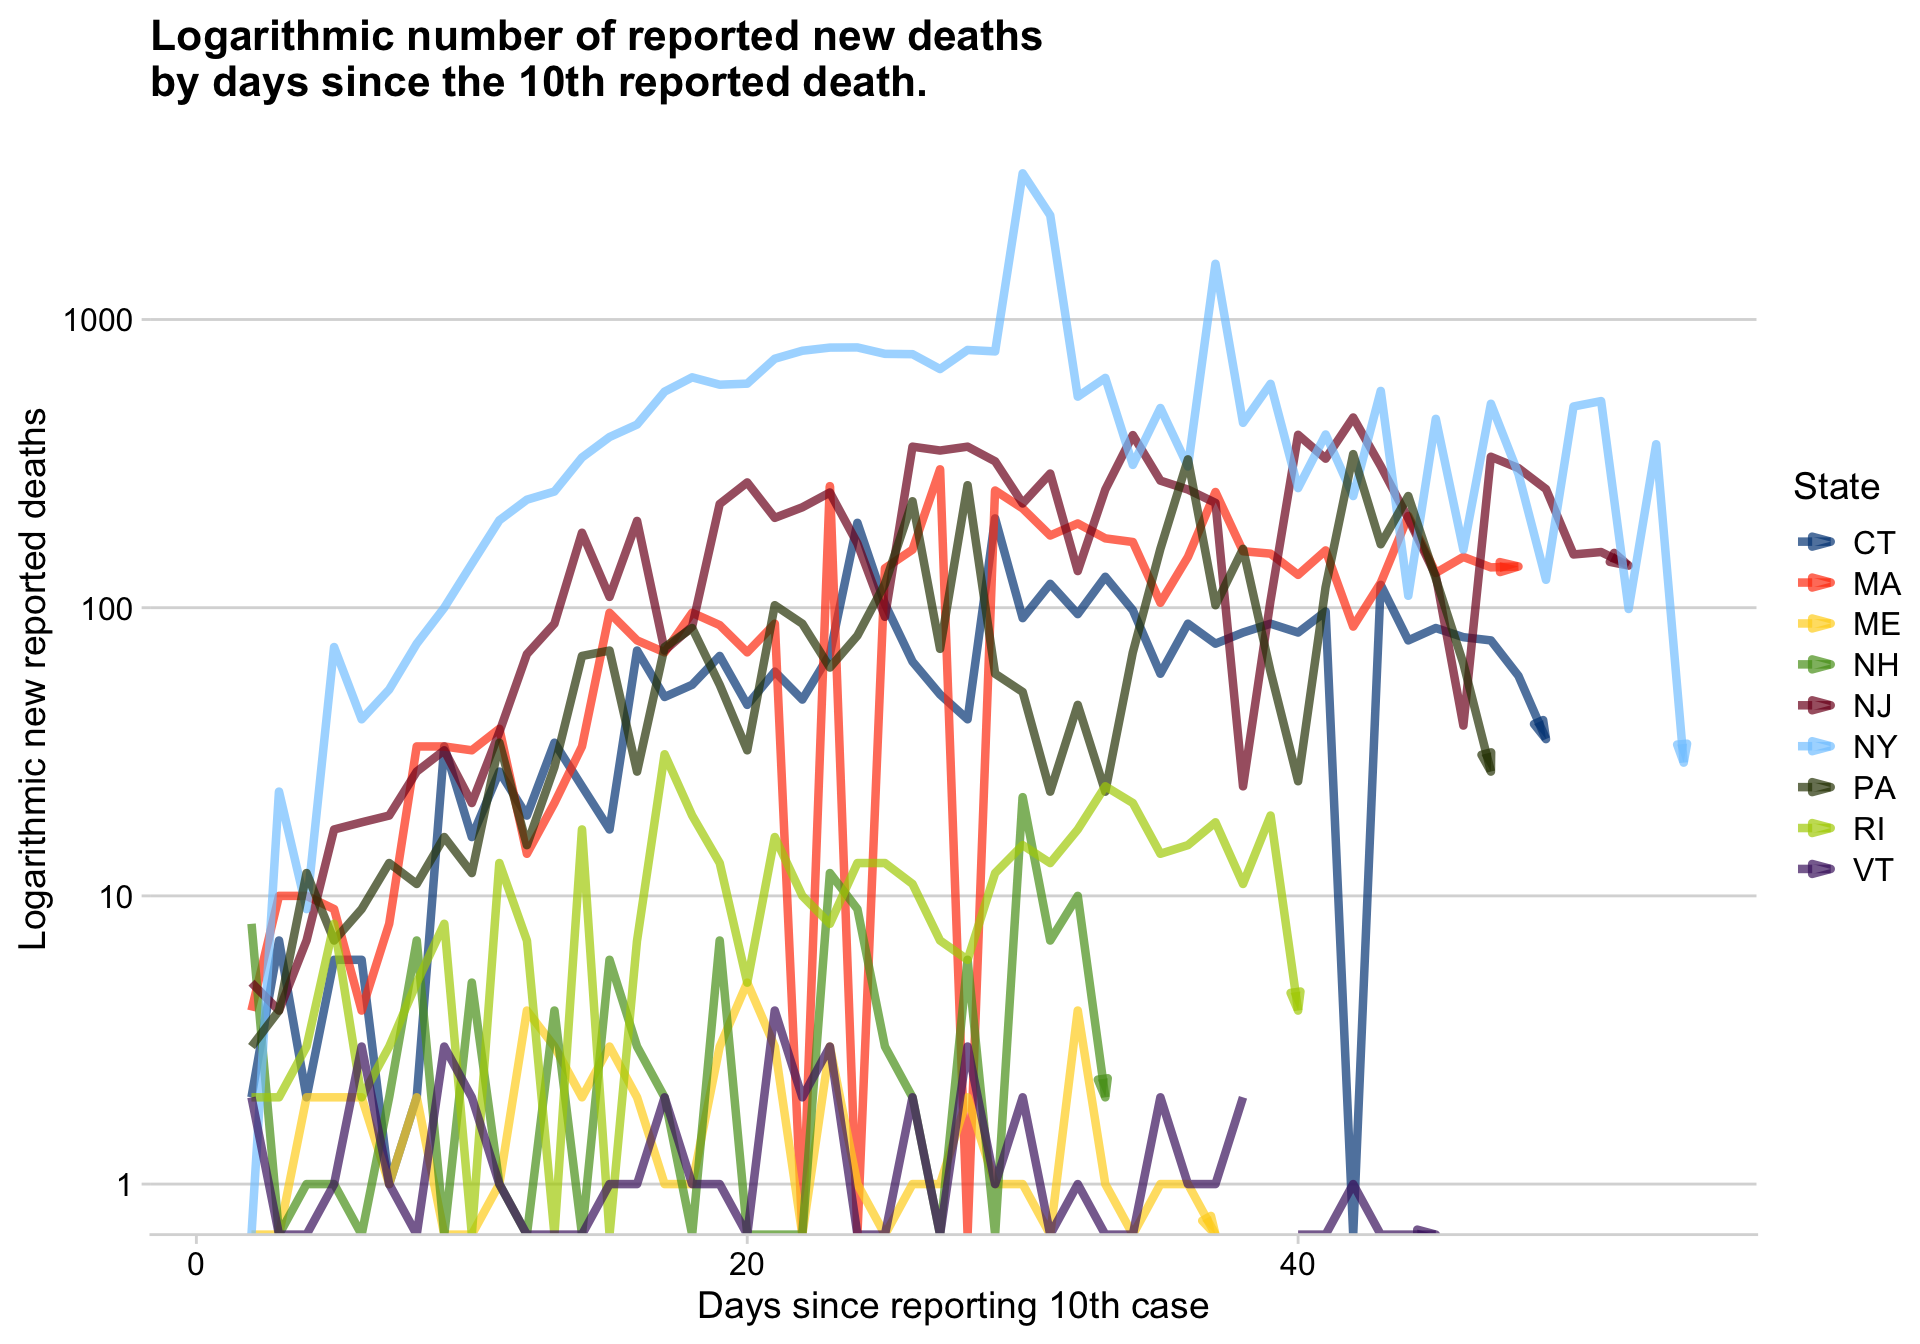 Logarithmic number of reported new deaths
by days since the 10th reported death.
Logarithmic new reported deaths
1000
100
10
1
0
20
40
Days since reporting 10th case
State
CT
MA
ME
NH
NJ
NY
PA
RI
VT